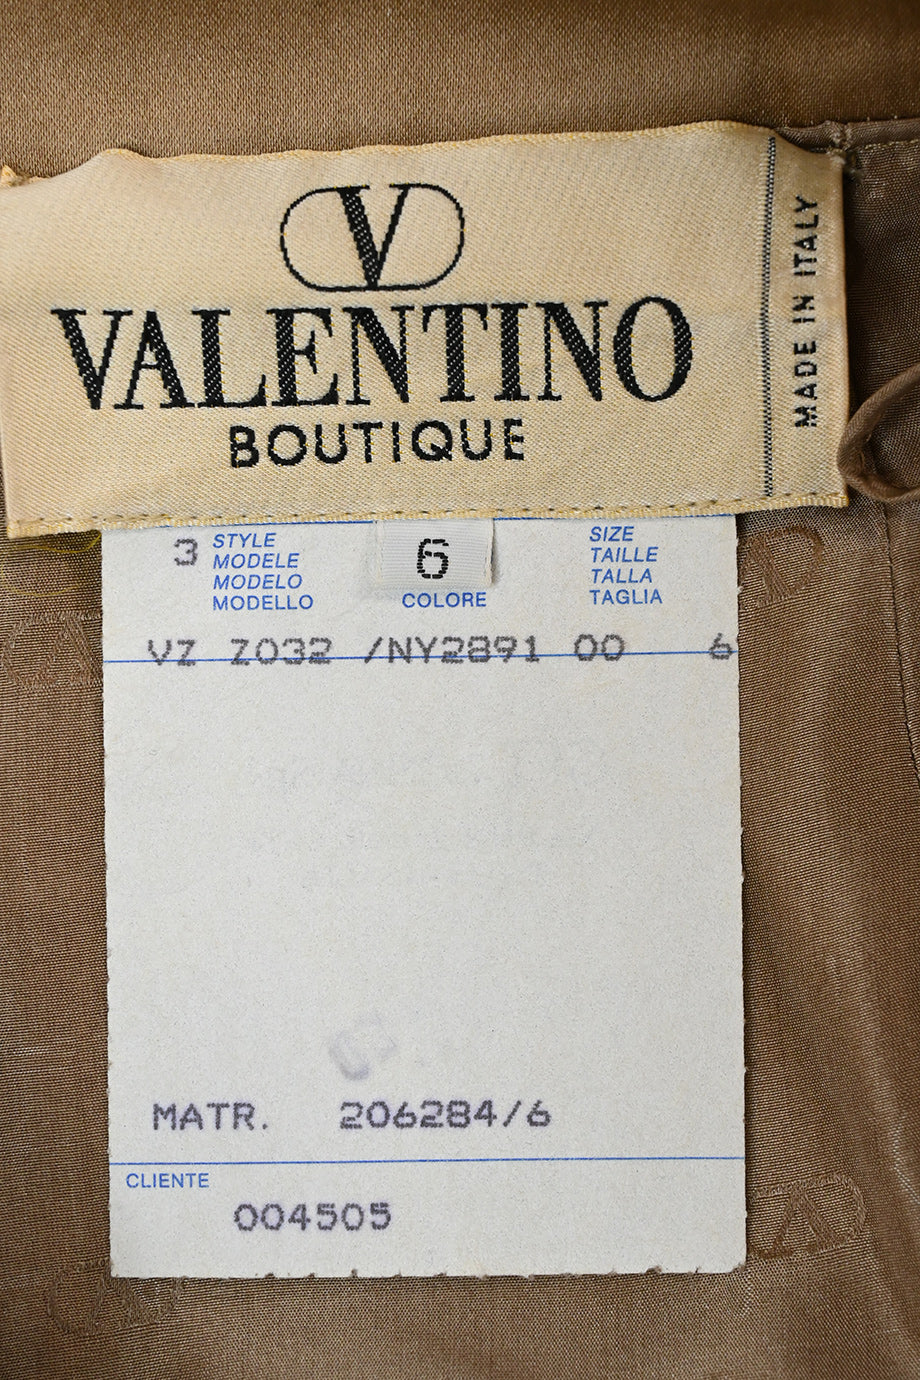 V
VALENTINO
BOUTIQUE
MADE IN ITALY
3 STYLE
MODELE
MODELO
MODELLO
6
COLORE
SIZE
TAILLE
TALLA
TAGLIA
VZ Z032 /NY2891 00 6
MATR. 206284/6
CLIENTE
004505